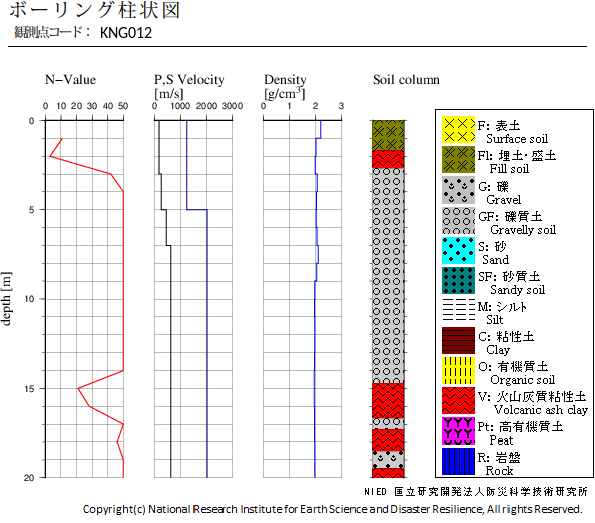 ボーリング柱状図
観測点コード： KNG012
N-Value
P,S Velocity
[m/s]
Density
[g/cm³]
Soil column
0 10 20 30 40 50
0 1000 2000 3000
0 1 2 3
0
5
10
15
20
depth [m]
F: 表土
Surface soil
Fl: 埋土・盛土
Fill soil
G: 礫
Gravel
GF: 礫質土
Gravelly soil
S: 砂
Sand
SF: 砂質土
Sandy soil
M: シルト
Silt
C: 粘性土
Clay
O: 有機質土
Organic soil
V: 火山灰質粘性土
Volcanic ash clay
Pt: 高有機質土
Peat
R: 岩盤
Rock
NIED 国立研究開発法人防災科学技術研究所
Copyright(c) National Research Institute for Earth Science and Disaster Resilience, All rights Reserved.